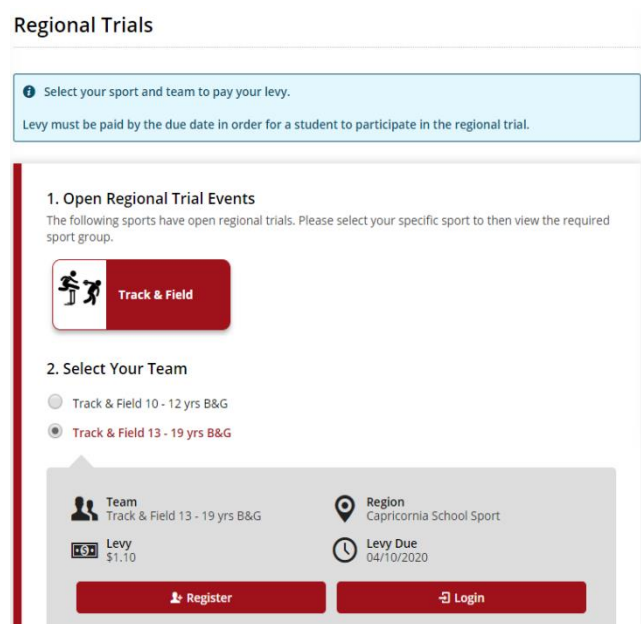 Regional Trials
Select your sport and team to pay your levy.
Levy must be paid by the due date in order for a student to participate in the regional trial.
1. Open Regional Trial Events
The following sports have open regional trials. Please select your specific sport to then view the required
sport group.
Track & Field
2. Select Your Team
Track & Field 10 - 12 yrs B&G
Track & Field 13 - 19 yrs B&G
Team
Track & Field 13 - 19 yrs B&G
Region
Capricornia School Sport
Levy
$1.10
Levy Due
04/10/2020
Register
Login